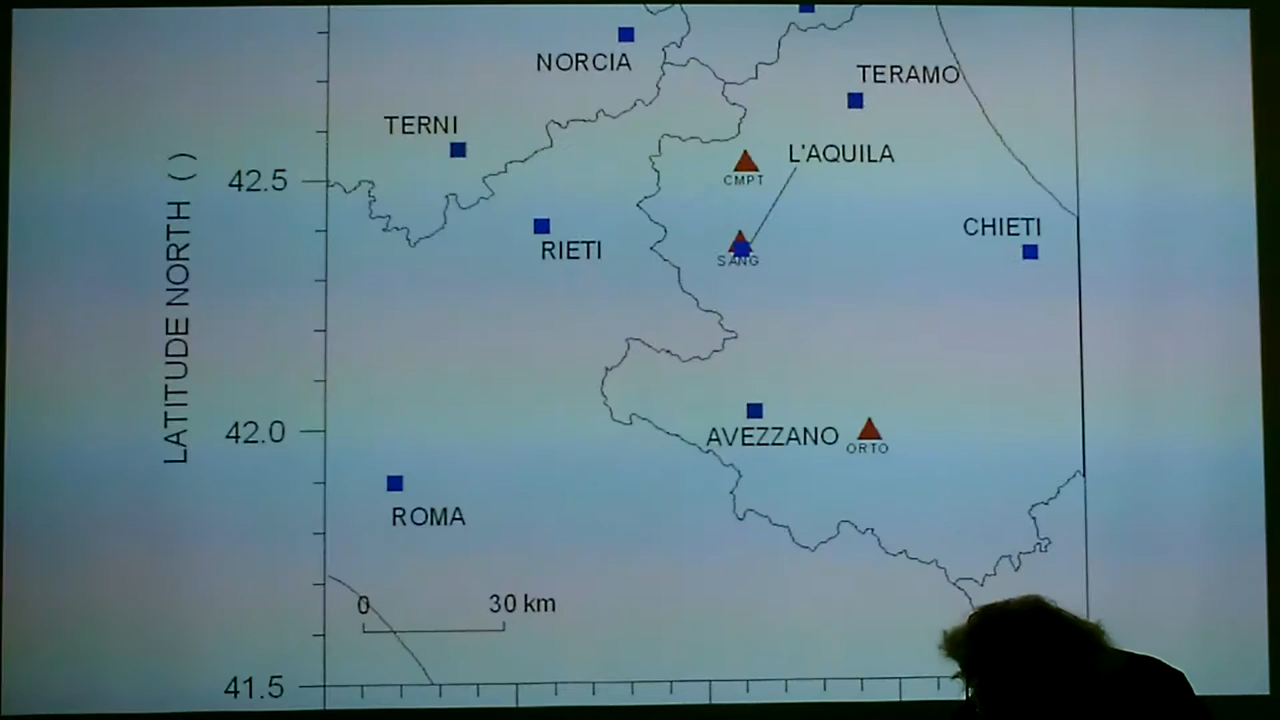 NORCIA
TERAMO
TERNI
L'AQUILA
CMPT
42.5
LATITUDE NORTH ( )
CHIETI
RIETI
SANG
42.0
AVEZZANO
ORTO
ROMA
0 30 km
41.5